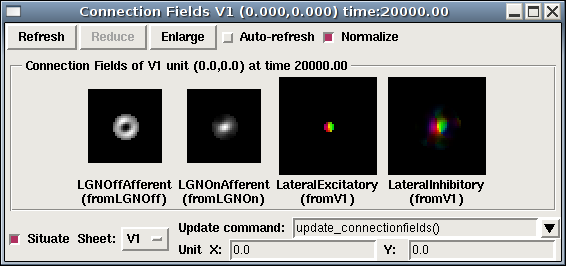 Connection Fields V1 (0.000,0.000) time:20000.00
Refresh Reduce Enlarge Auto-refresh Normalize
Connection Fields of V1 unit (0.0,0.0) at time 20000.00
LGNOffAfferent LGNOnAfferent LateralExcitatory LateralInhibitory
(fromLGNOff) (fromLGNOn) (fromV1) (fromV1)
Situate Sheet: V1 Update command: update_connectionfields()
Unit X: 0.0 Y: 0.0